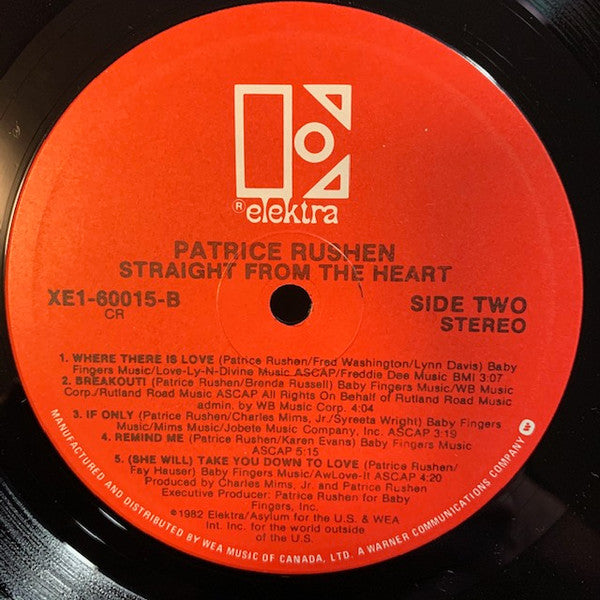 ® elektra
PATRICE RUSHEN
STRAIGHT FROM THE HEART
XE1-60015-B
CR
SIDE TWO
STEREO
1. WHERE THERE IS LOVE (Patrice Rushen/Fred Washington/Lynn Davis) Baby
Fingers Music/Love-Ly-N-Divine Music ASCAP/Freddie Dee Music BMI 3:07
2. BREAKOUT! (Patrice Rushen/Brenda Russell) Baby Fingers Music/WB Music
Corp./Rutland Road Music ASCAP All Rights On Behalf of Rutland Road Music
admin. by WB Music Corp. 4:04
3. IF ONLY (Patrice Rushen/Charles Mims, Jr./Syreeta Wright) Baby Fingers
Music/Mims Music/Jobete Music Company, Inc. ASCAP 3:19
4. REMIND ME (Patrice Rushen/Karen Evans) Baby Fingers Music
ASCAP 5:15
5. (SHE WILL) TAKE YOU DOWN TO LOVE (Patrice Rushen/
Fay Hauser) Baby Fingers Music/AwLove-It ASCAP 4:20
Produced by Charles Mims, Jr. and Patrice Rushen
Executive Producer: Patrice Rushen for Baby
Fingers, Inc.
©1982 Elektra/Asylum for the U.S. & WEA
Int. Inc. for the world outside
of the U.S.
MANUFACTURED AND DISTRIBUTED BY WEA MUSIC OF CANADA, LTD. A WARNER COMMUNICATIONS COMPANY